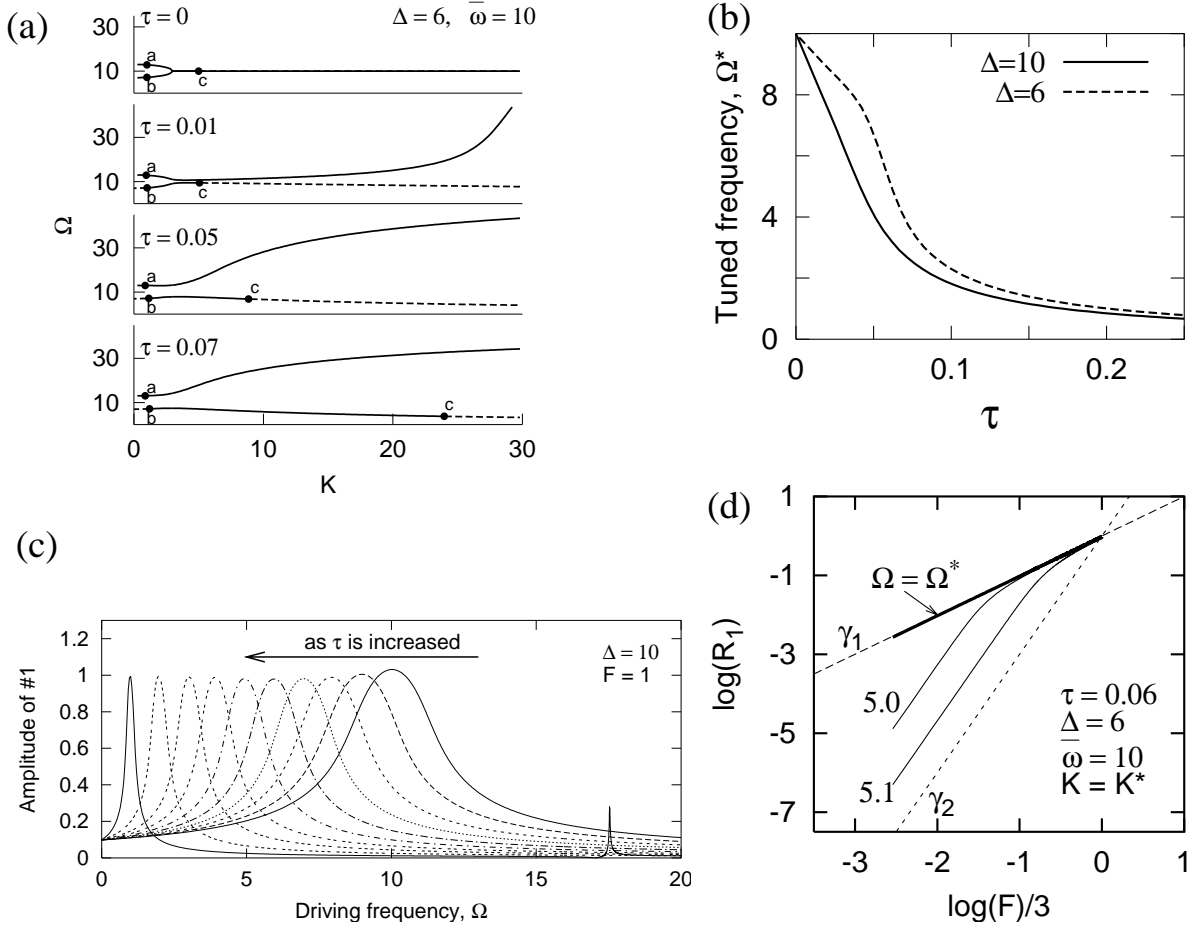 (a)
τ = 0
Δ = 6, ω̅ = 10
30
10
a
b
c
τ = 0.01
30
10
a
b
c
Ω
τ = 0.05
30
10
a
b
c
τ = 0.07
30
10
a
b
c
0 10 20 30
K
(b)
Tuned frequency, Ω*
8
4
0
Δ=10
Δ=6
0 0.1 0.2
τ
(c)
Amplitude of #1
1.2
1
0.8
0.6
0.4
0.2
0
as τ is increased
Δ = 10
F = 1
0 5 10 15 20
Driving frequency, Ω
(d)
log(R₁)
1
-1
-3
-5
-7
Ω = Ω*
γ₁
5.0
5.1
γ₂
τ = 0.06
Δ = 6
ω̅ = 10
K = K*
-3 -2 -1 0 1
log(F)/3